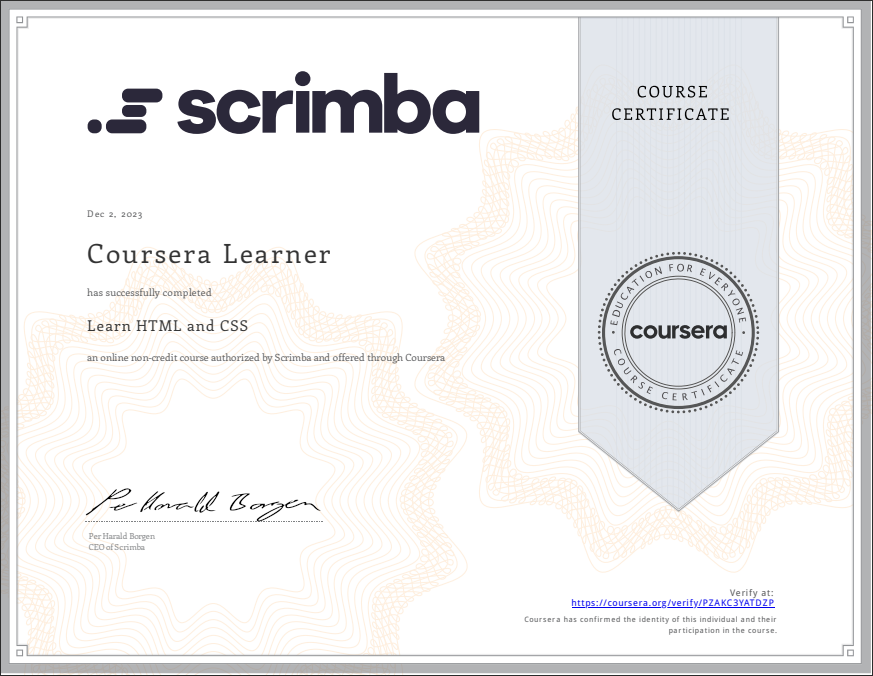 scrimba
COURSE
CERTIFICATE
Dec 2, 2023
Coursera Learner
has successfully completed
Learn HTML and CSS
an online non-credit course authorized by Scrimba and offered through Coursera
EDUCATION FOR EVERYONE
coursera
COURSE CERTIFICATE
Per Harald Borgen
Per Harald Borgen
CEO of Scrimba
Verify at:
https://coursera.org/verify/PZAKC3YATDZP
Coursera has confirmed the identity of this individual and their
participation in the course.